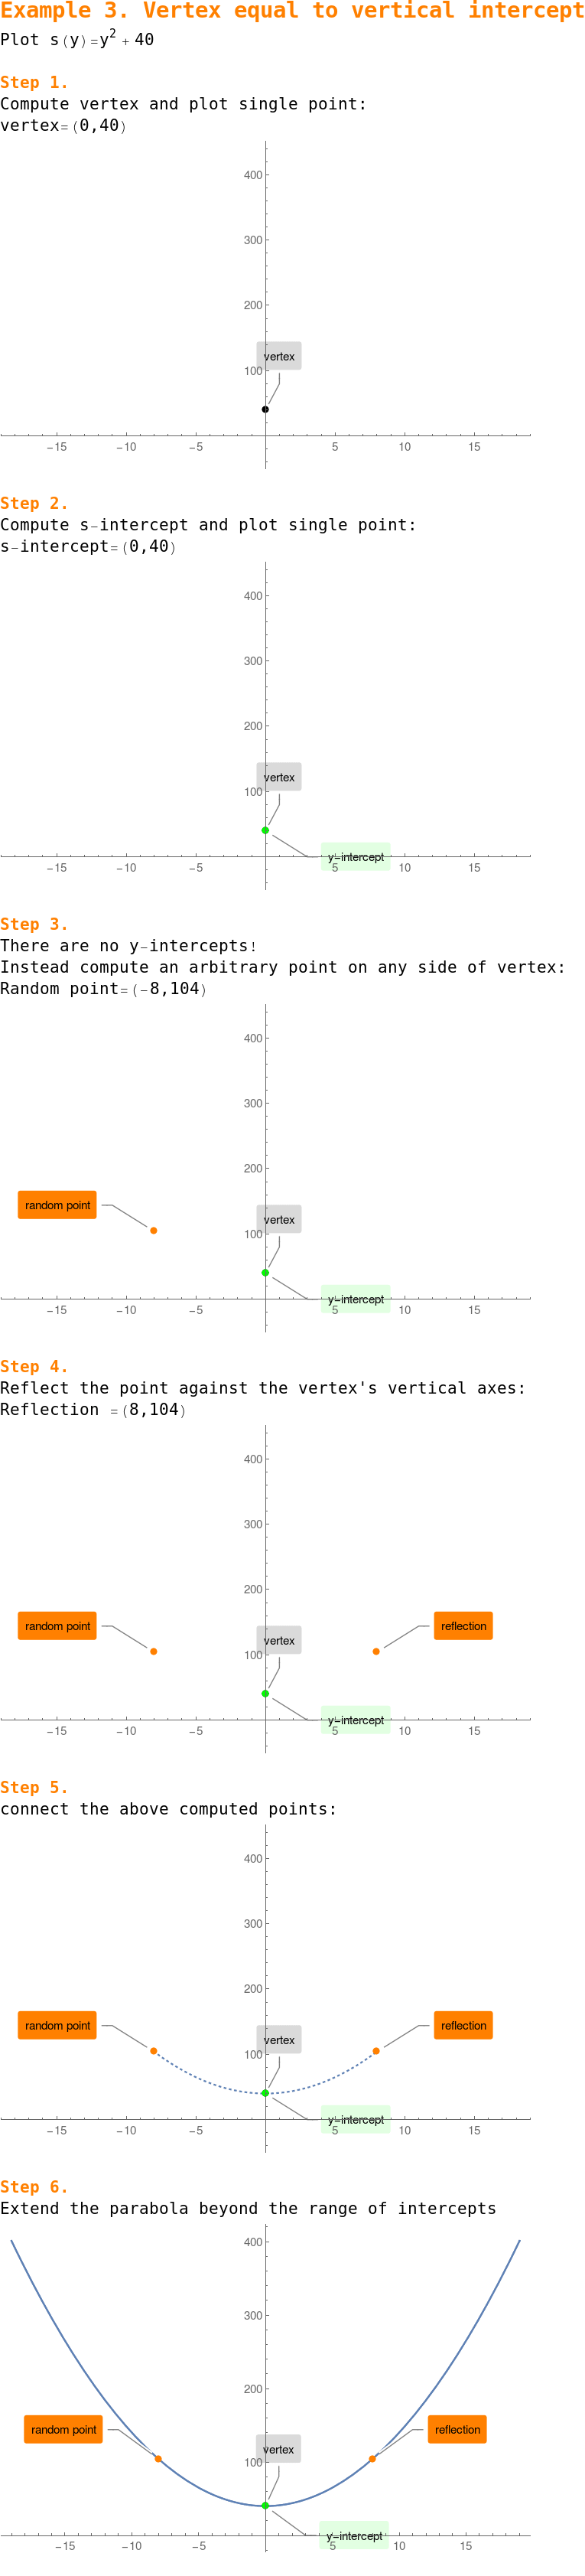 Example 3. Vertex equal to vertical intercept
Plot s(y)=y² + 40
Step 1.
Compute vertex and plot single point:
vertex=(0,40)
400
300
200
100
vertex
−15 −10 −5 5 10 15
Step 2.
Compute s-intercept and plot single point:
s-intercept=(0,40)
400
300
200
100
vertex
y−intercept
−15 −10 −5 5 10 15
Step 3.
There are no y-intercepts!
Instead compute an arbitrary point on any side of vertex:
Random point=(-8,104)
400
300
200
random point
vertex
100
y−intercept
−15 −10 −5 5 10 15
Step 4.
Reflect the point against the vertex's vertical axes:
Reflection =(8,104)
400
300
200
random point reflection
vertex
100
y−intercept
−15 −10 −5 5 10 15
Step 5.
connect the above computed points:
400
300
200
random point reflection
vertex
100
y−intercept
−15 −10 −5 5 10 15
Step 6.
Extend the parabola beyond the range of intercepts
400
300
200
random point reflection
vertex
100
y−intercept
−15 −10 −5 5 10 15